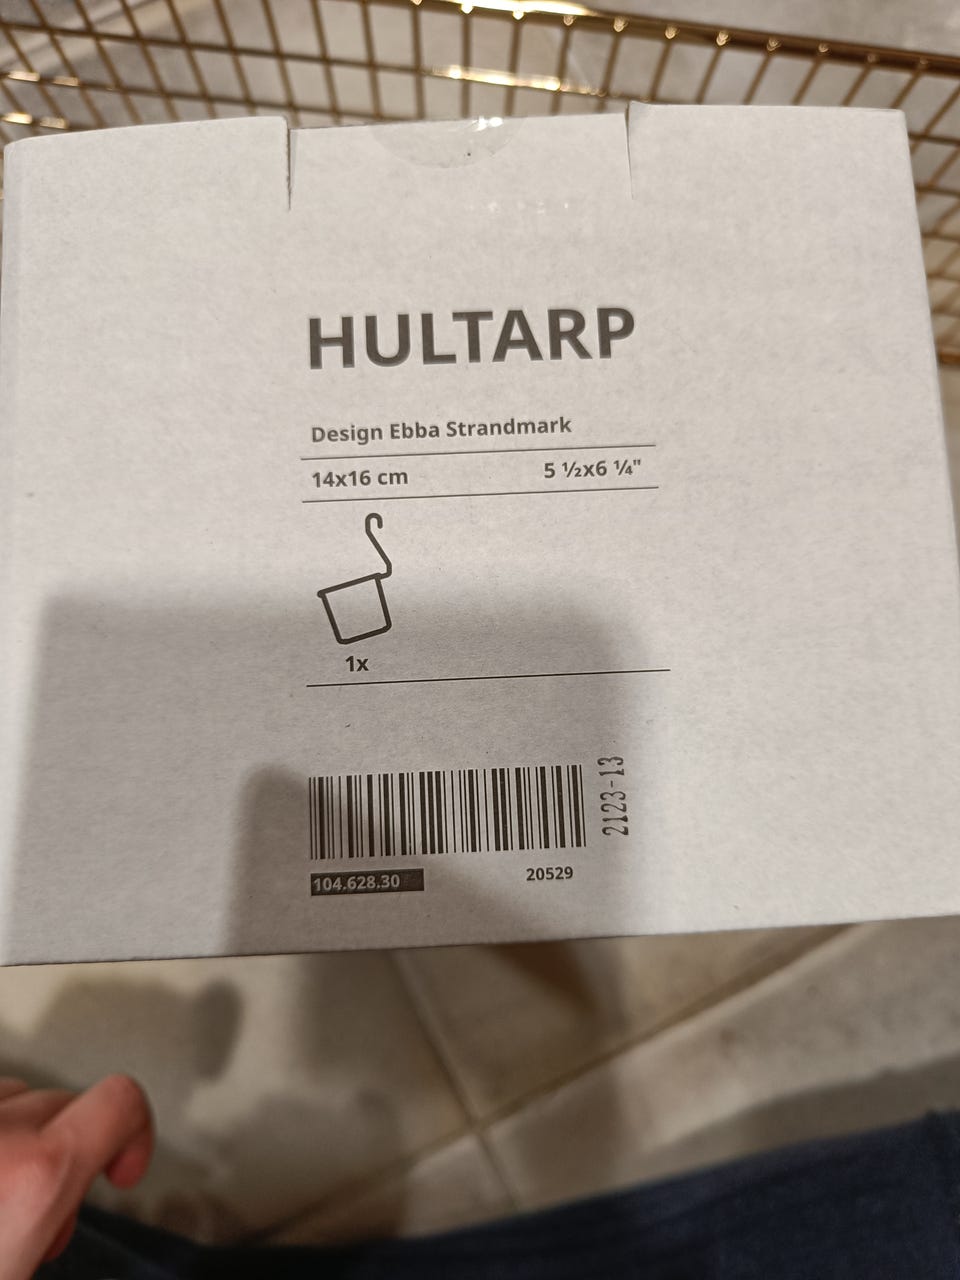 HULTARP
Design Ebba Strandmark
14x16 cm 5 ½x6 ¼"
1x
2123-13
104.628.30 20529